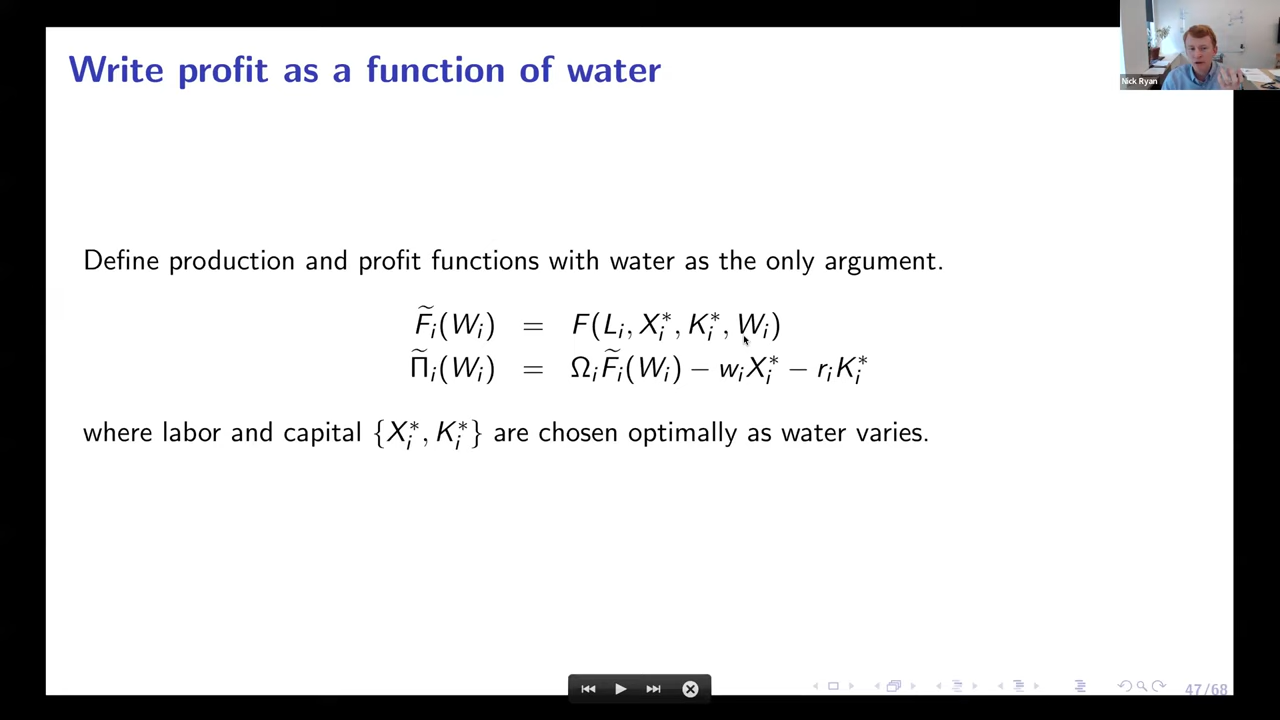 Write profit as a function of water
Nick Ryan
Define production and profit functions with water as the only argument.
F̃ᵢ(Wᵢ) = F(Lᵢ, Xᵢ*, Kᵢ*, Wᵢ)
Π̃ᵢ(Wᵢ) = ΩᵢF̃ᵢ(Wᵢ) − wᵢXᵢ* − rᵢKᵢ*
where labor and capital {Xᵢ*, Kᵢ*} are chosen optimally as water varies.
47/68